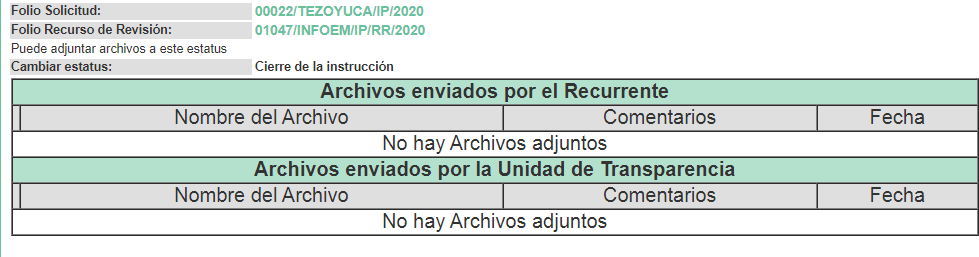 Folio Solicitud: 00022/TEZOYUCA/IP/2020
Folio Recurso de Revisión: 01047/INFOEM/IP/RR/2020
Puede adjuntar archivos a este estatus
Cambiar estatus: Cierre de la instrucción
Archivos enviados por el Recurrente
Nombre del Archivo Comentarios Fecha
No hay Archivos adjuntos
Archivos enviados por la Unidad de Transparencia
Nombre del Archivo Comentarios Fecha
No hay Archivos adjuntos